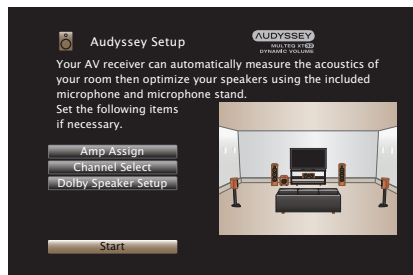 Audyssey Setup
AUDYSSEY
MULTEQ XT32
DYNAMIC VOLUME
Your AV receiver can automatically measure the acoustics of
your room then optimize your speakers using the included
microphone and microphone stand.
Set the following items
if necessary.
Amp Assign
Channel Select
Dolby Speaker Setup
Start